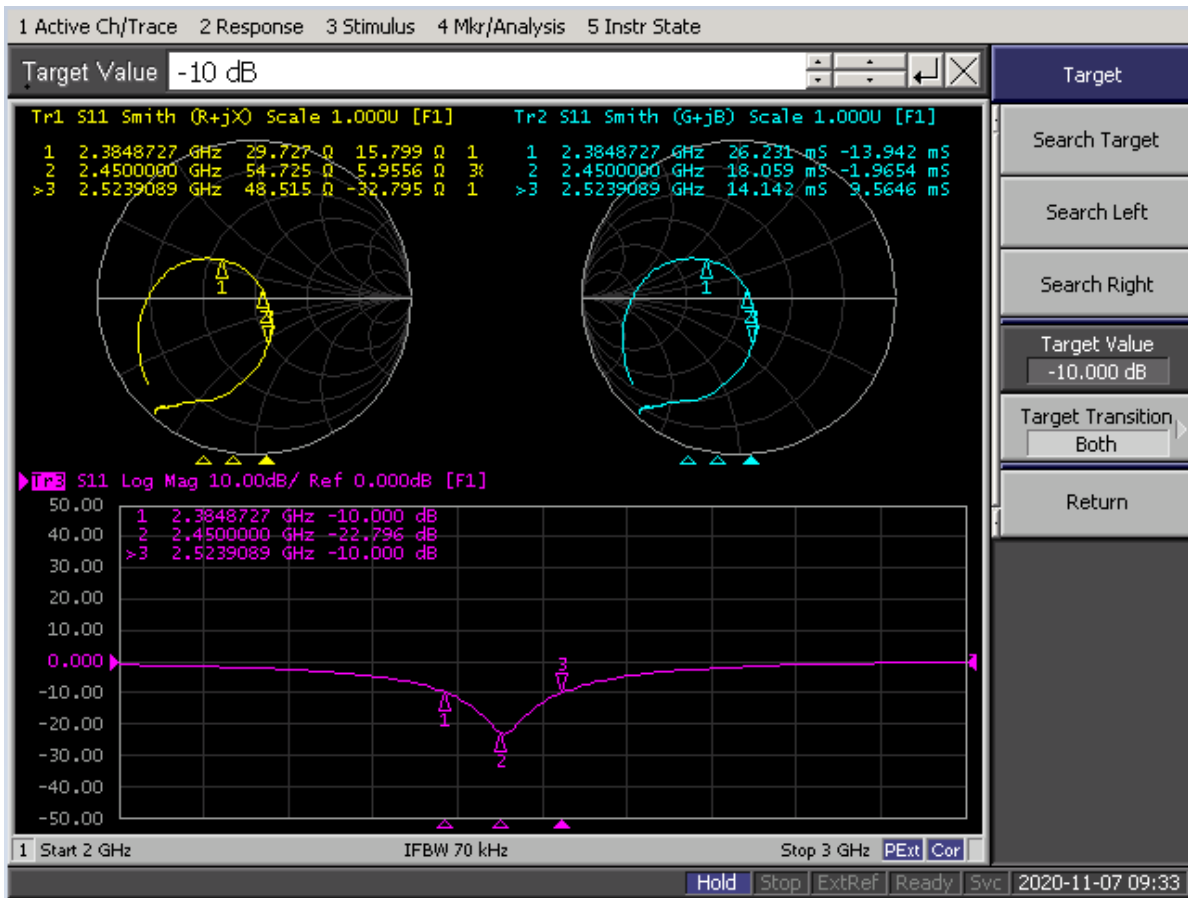 1 Active Ch/Trace 2 Response 3 Stimulus 4 Mkr/Analysis 5 Instr State
Target Value -10 dB
Tr1 S11 Smith (R+jX) Scale 1.000U [F1]
1 2.3848727 GHz 29.727 Ω 15.799 Ω 1
2 2.4500000 GHz 54.725 Ω 5.9556 Ω
>3 2.5239089 GHz 48.515 Ω -32.795 Ω 1
1
2
Tr2 S11 Smith (G+jB) Scale 1.000U [F1]
1 2.3848727 GHz 26.231 mS -13.942 mS
2 2.4500000 GHz 18.059 mS -1.9654 mS
>3 2.5239089 GHz 14.142 mS 9.5646 mS
1
2
Tr3 S11 Log Mag 10.00dB/ Ref 0.000dB [F1]
1 2.3848727 GHz -10.000 dB
2 2.4500000 GHz -22.796 dB
>3 2.5239089 GHz -10.000 dB
50.00
40.00
30.00
20.00
10.00
0.000
-10.00
-20.00
-30.00
-40.00
-50.00
1
2
3
1 Start 2 GHz IFBW 70 kHz Stop 3 GHz PExt Cor
Hold Stop ExtRef Ready Svc 2020-11-07 09:33
Target
Search Target
Search Left
Search Right
Target Value
-10.000 dB
Target Transition
Both
Return